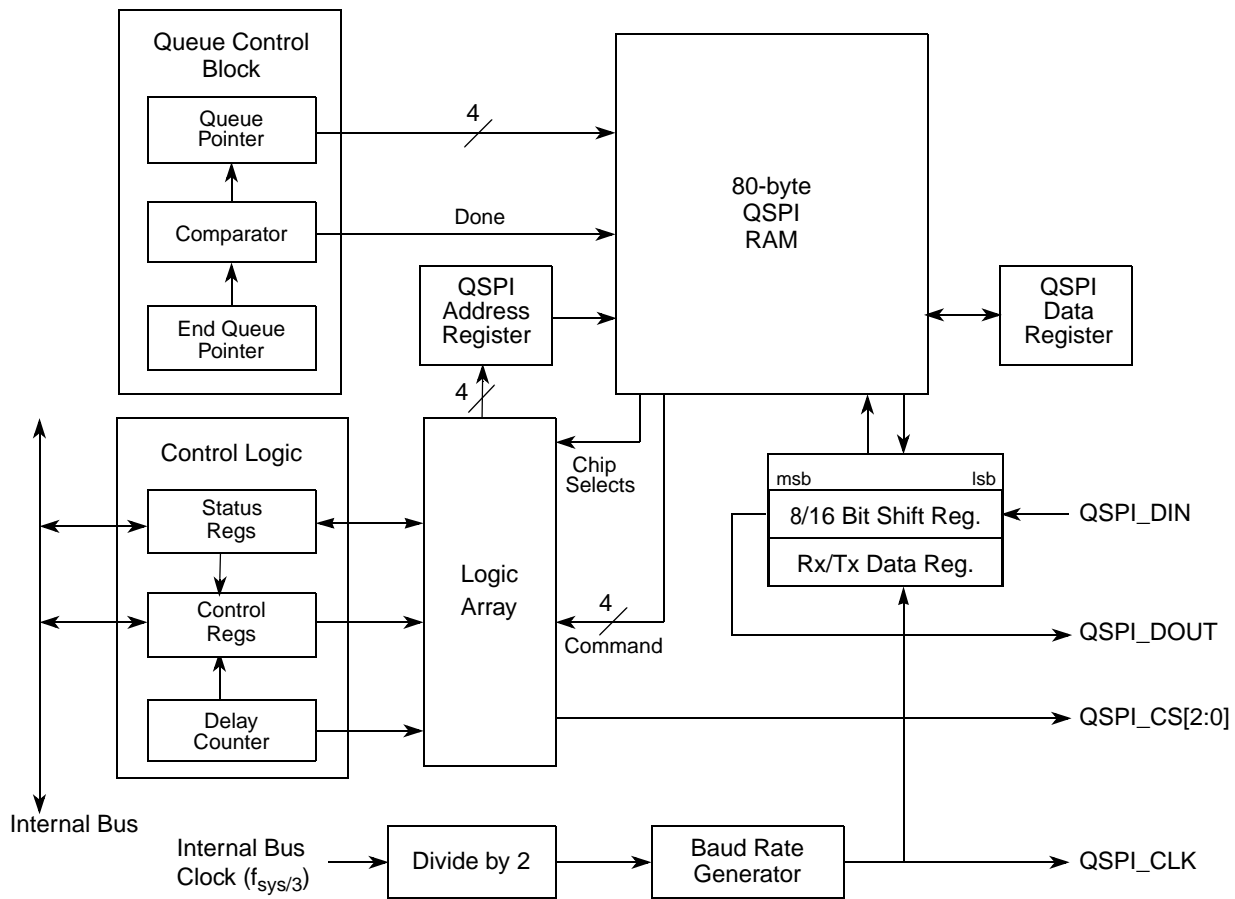 Queue Control
Block
Queue
Pointer
4
Comparator
Done
End Queue
Pointer
80-byte
QSPI
RAM
QSPI
Address
Register
QSPI
Data
Register
4
Control Logic
Status
Regs
Control
Regs
Delay
Counter
Logic
Array
Chip
Selects
4
Command
msb
lsb
8/16 Bit Shift Reg.
Rx/Tx Data Reg.
QSPI_DIN
QSPI_DOUT
QSPI_CS[2:0]
Internal Bus
Internal Bus
Clock (fsys/3)
Divide by 2
Baud Rate
Generator
QSPI_CLK